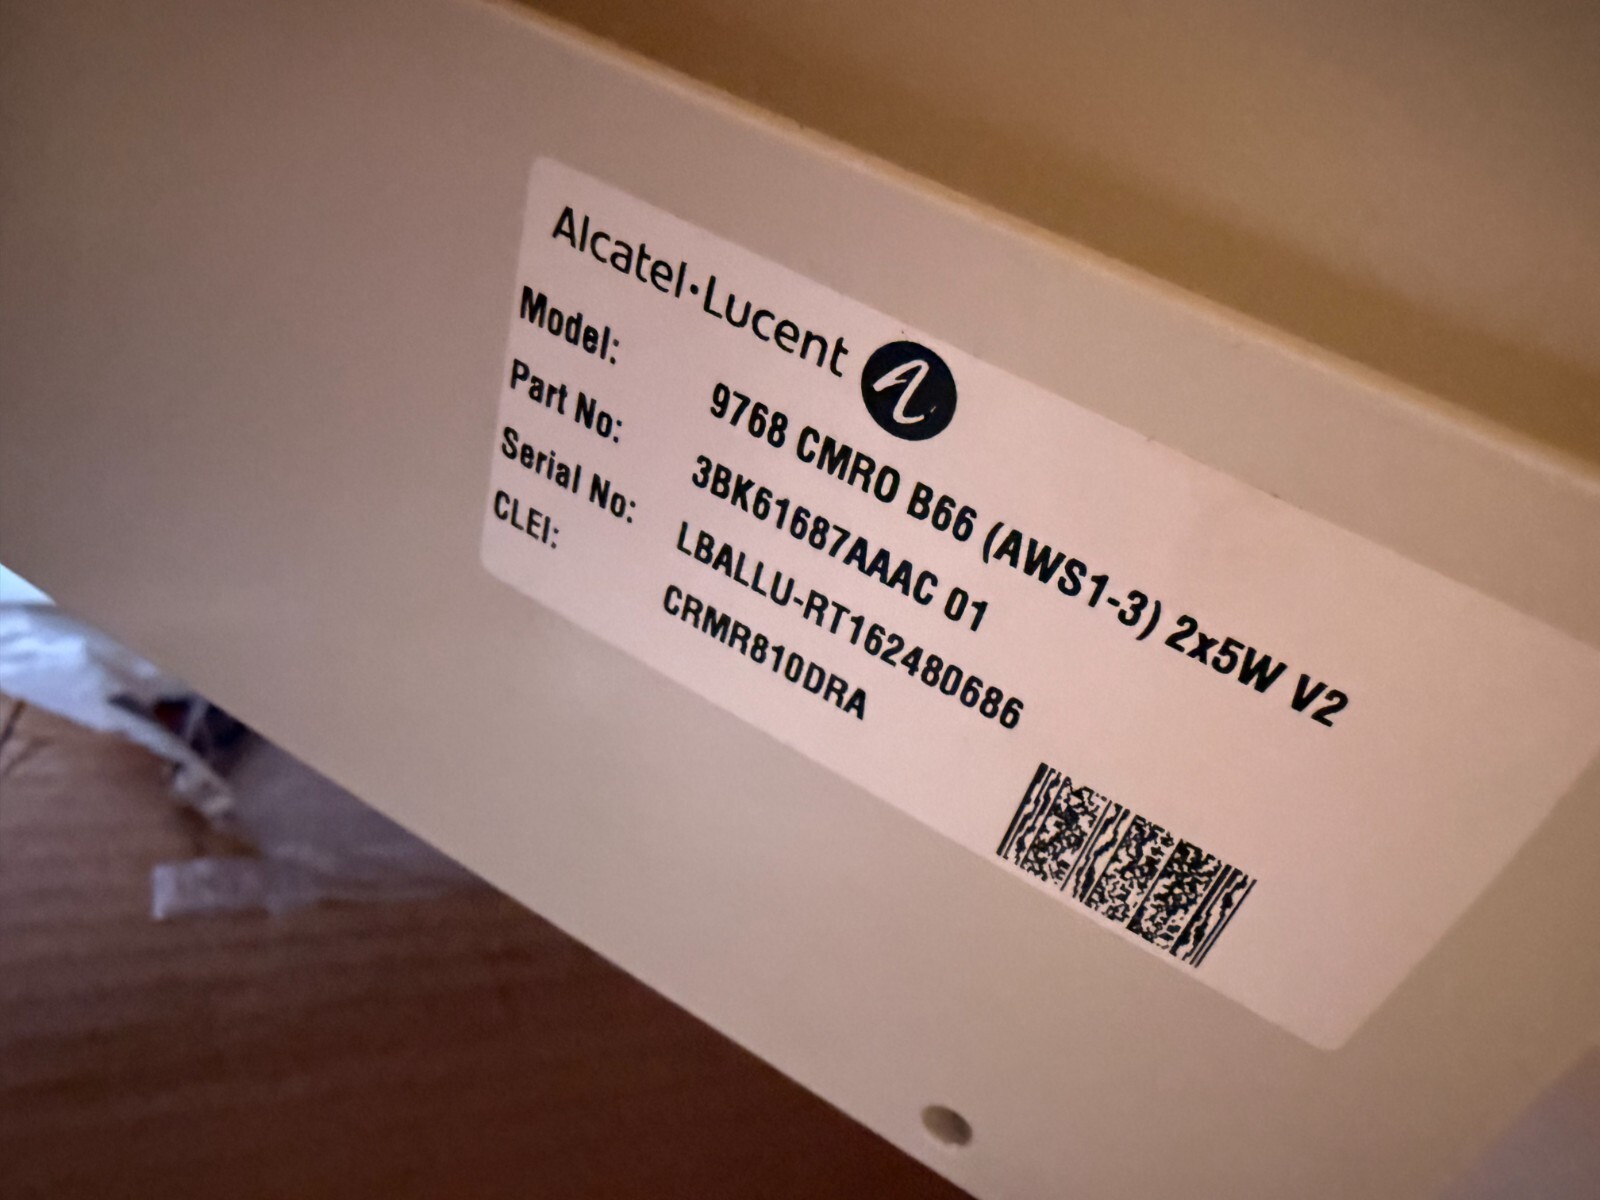 Alcatel·Lucent
Model: 9768 CMRO B66 (AWS1-3) 2x5W V2
Part No: 3BK61687AAAC 01
Serial No: LBALLU-RT162480686
CLEI: CRMR810DRA